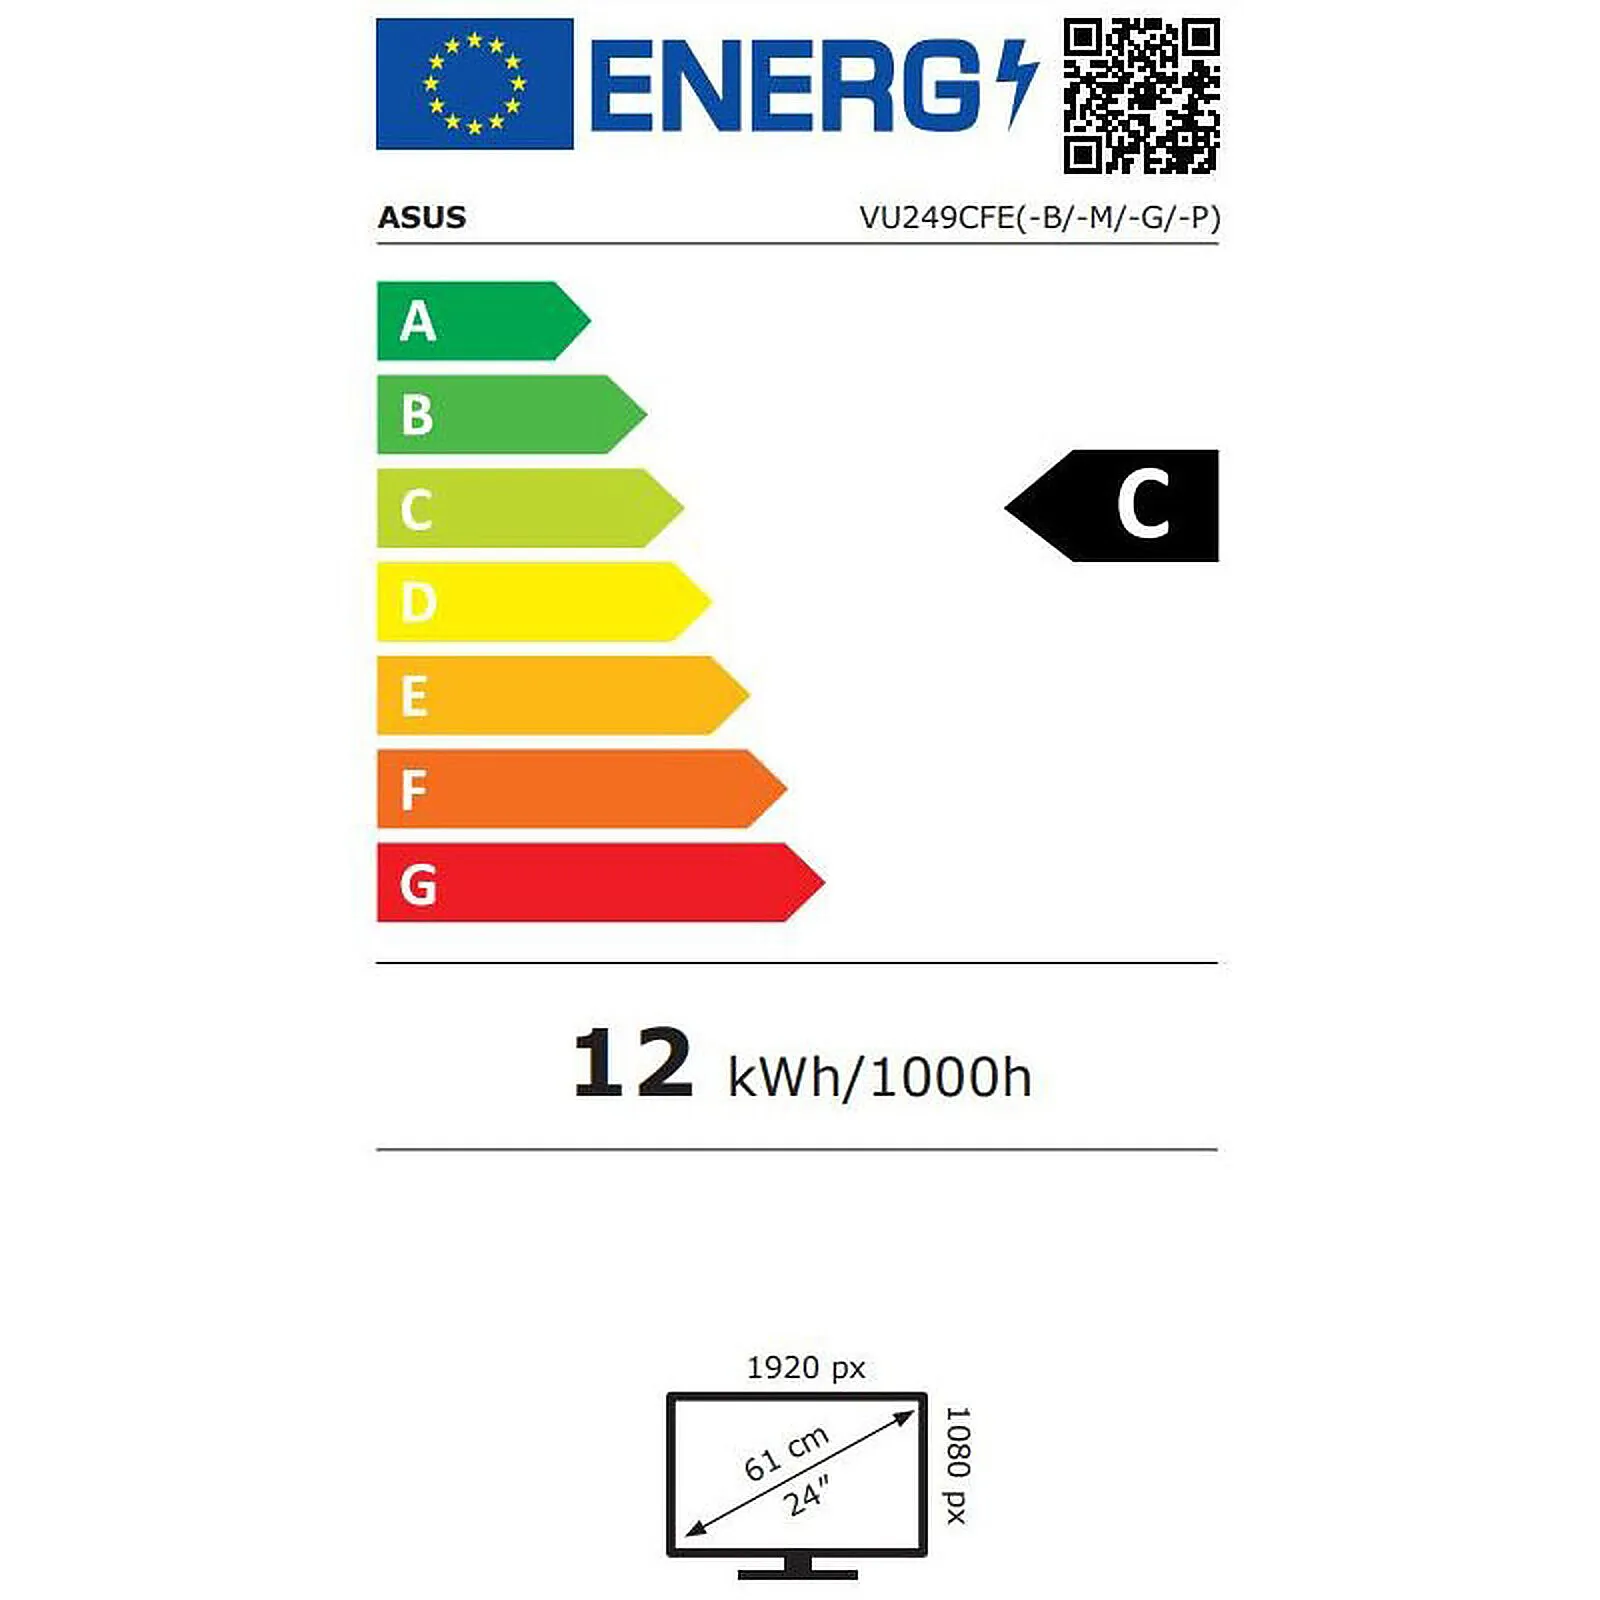 ENERG
ASUS VU249CFE(-B/-M/-G/-P)
A
B
C
C
D
E
F
G
12 kWh/1000h
1920 px
1080 px
61 cm
24"